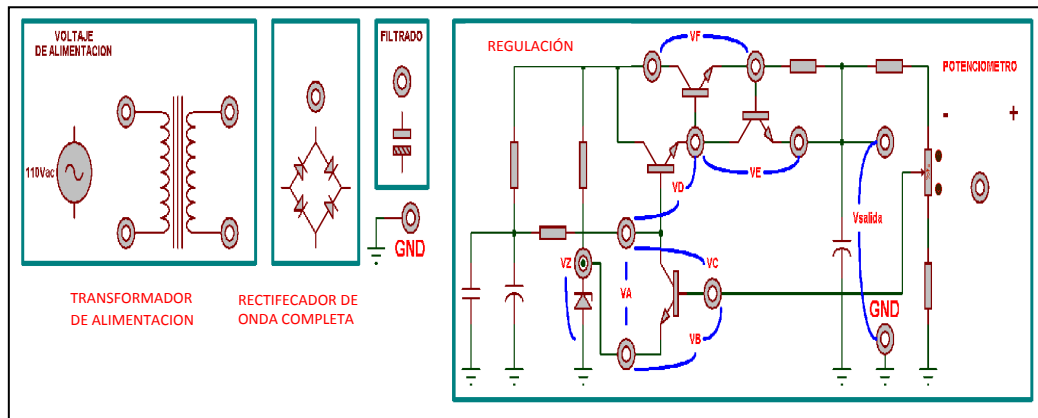 VOLTAJE
DE ALIMENTACION
110Vac
TRANSFORMADOR
DE ALIMENTACION
RECTIFECADOR DE
ONDA COMPLETA
FILTRADO
GND
REGULACIÓN
VF
POTENCIOMETRO
- +
VE
VD
Vsalida
VZ
VC
VA
VB
GND